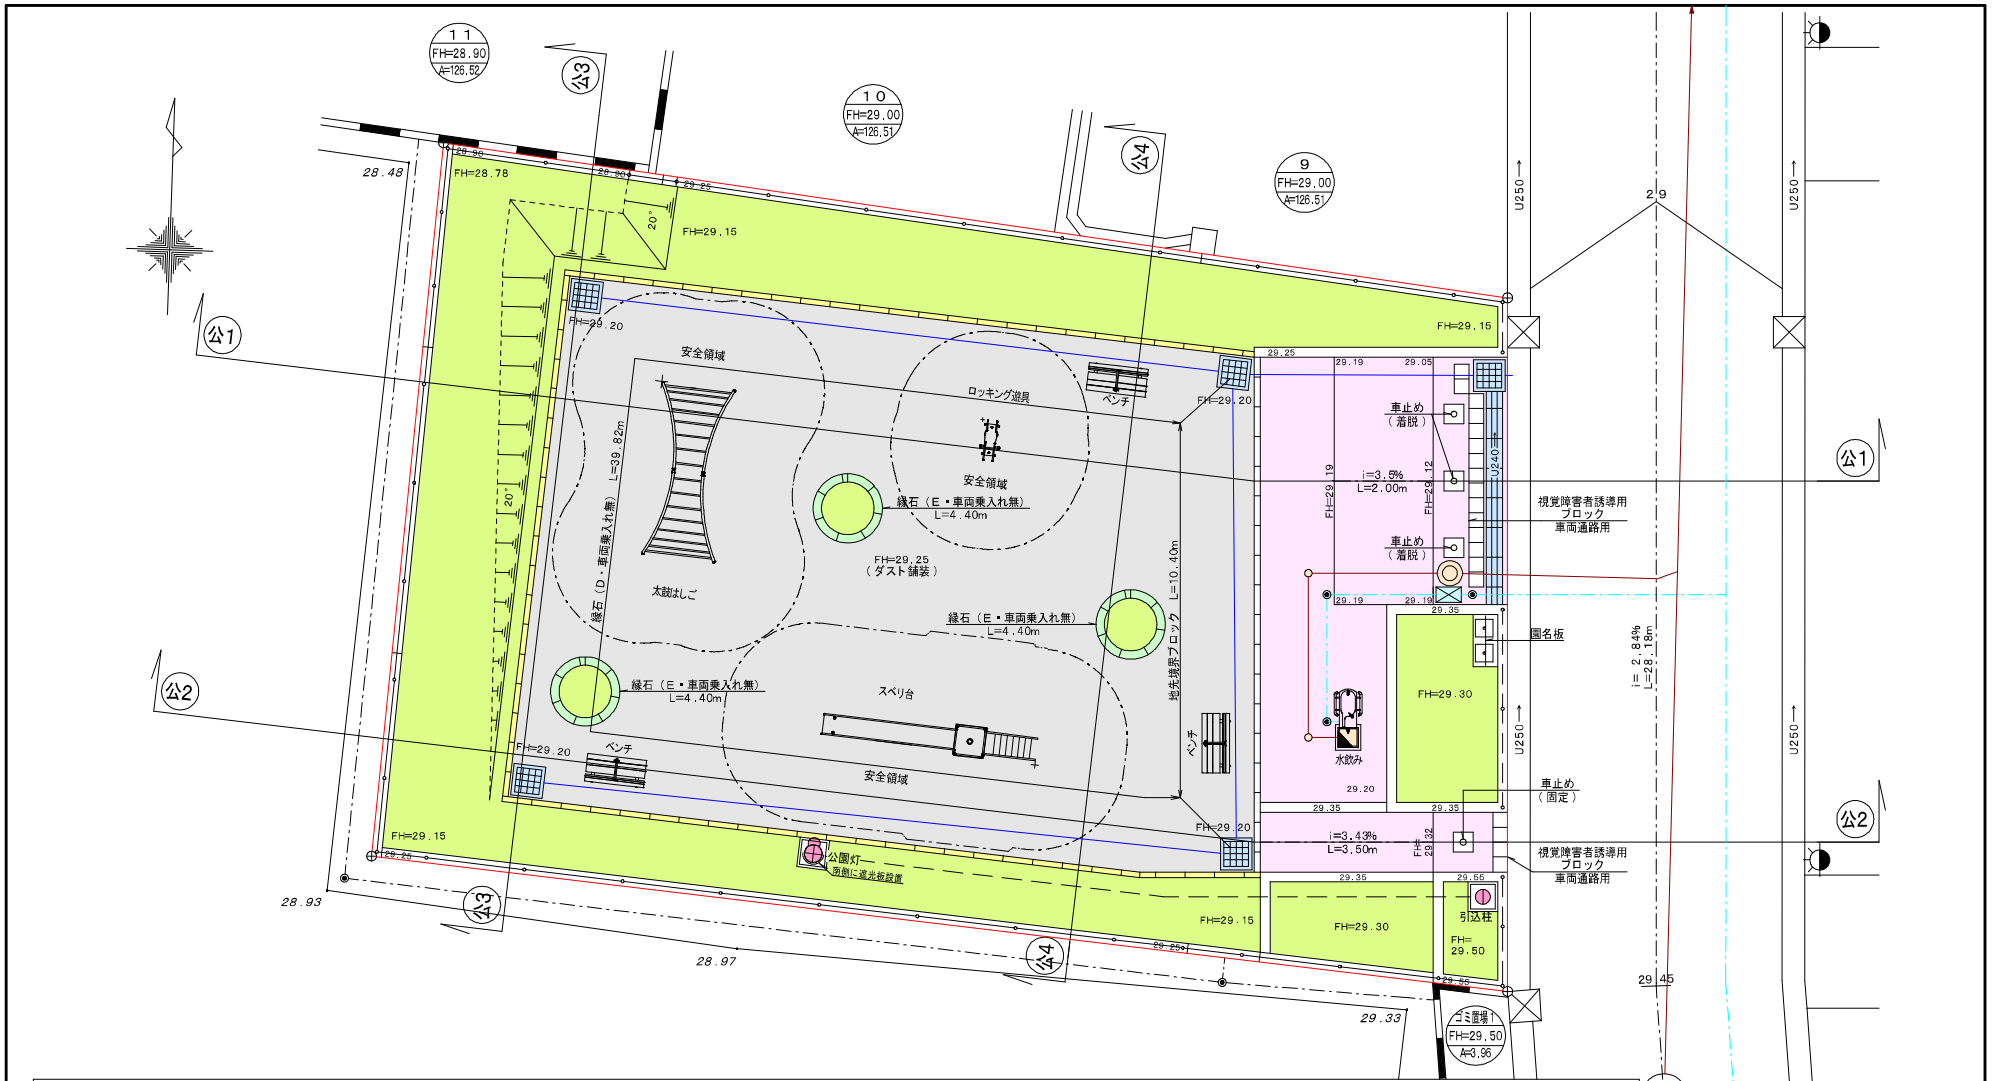 11
FH=28.90
A=126.52
公3
10
FH=29.00
A=126.51
公4
9
FH=29.00
A=126.51
28.48
28.90
FH=28.78
28.90
29.25
20°
FH=29.15
U250→
29
U250→
公1
FH=29.20
安全領域
ロッキング遊具
ベンチ
FH=29.20
FH=29.15
29.25
29.19
29.05
車止め
(着脱)
縁石(D・車両乗入れ無) L=39.82m
安全領域
FH=29.19
i=3.5%
L=2.00m
FH=29.12
U240→
公1
20°
縁石(E・車両乗入れ無)
L=4.40m
視覚障害者誘導用
ブロック
車両通路用
FH=29.25
(ダスト舗装)
車止め
(着脱)
太鼓はしご
地先境界ブロック L=10.40m
29.19
29.19
29.35
縁石(E・車両乗入れ無)
L=4.40m
園名板
i=2.84%
L=28.18m
公2
縁石(E・車両乗入れ無)
L=4.40m
スベリ台
FH=29.30
U250→
U250→
FH=29.20
ベンチ
安全領域
ベンチ
水飲み
29.20
車止め
(固定)
29.35
29.35
公2
FH=29.15
29.25
FH=29.20
i=3.43%
L=3.50m
FH=
29.32
公園灯
南側に遮光板設置
視覚障害者誘導用
ブロック
車両通路用
29.35
29.55
28.93
公3
FH=29.15
FH=29.30
引込柱
FH=
29.50
28.97
公4
29.25
29.55
29.45
29.33
ゴミ置場1
FH=29.50
A=3.96